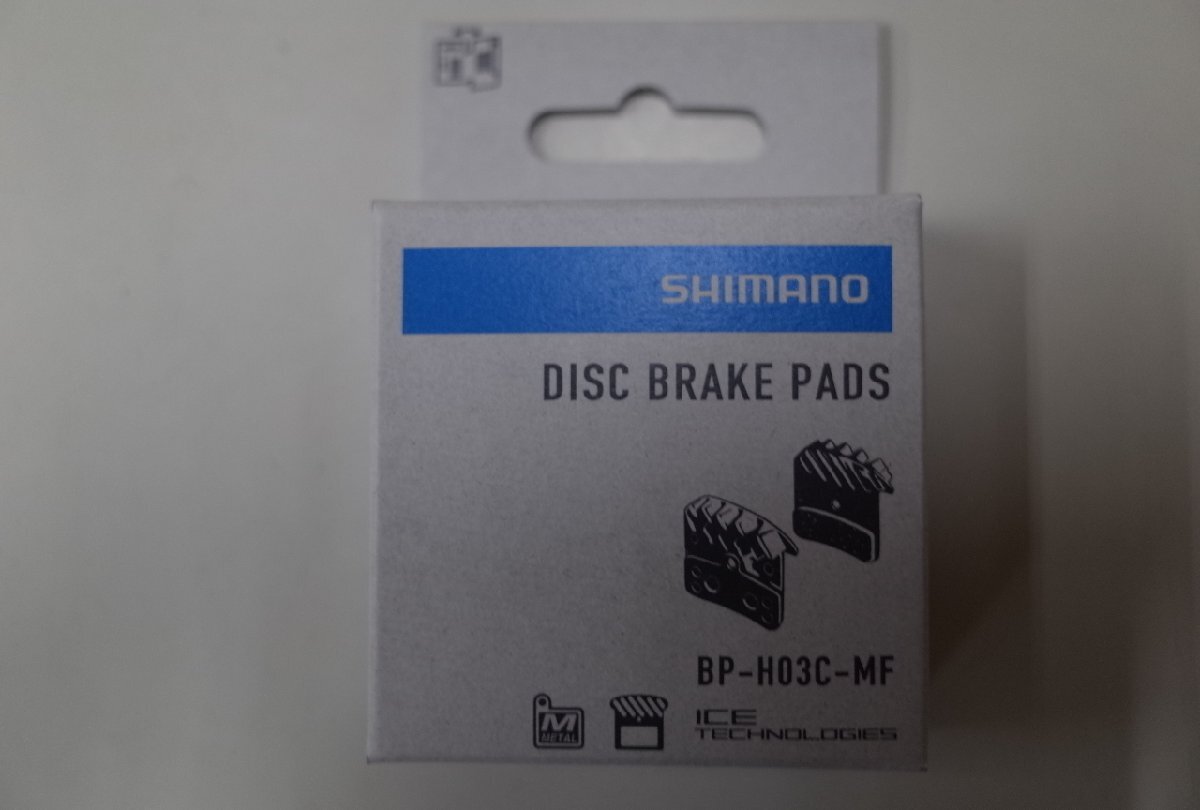 SHIMANO
DISC BRAKE PADS
BP-H03C-MF
M
METAL
ICE
TECHNOLOGIES